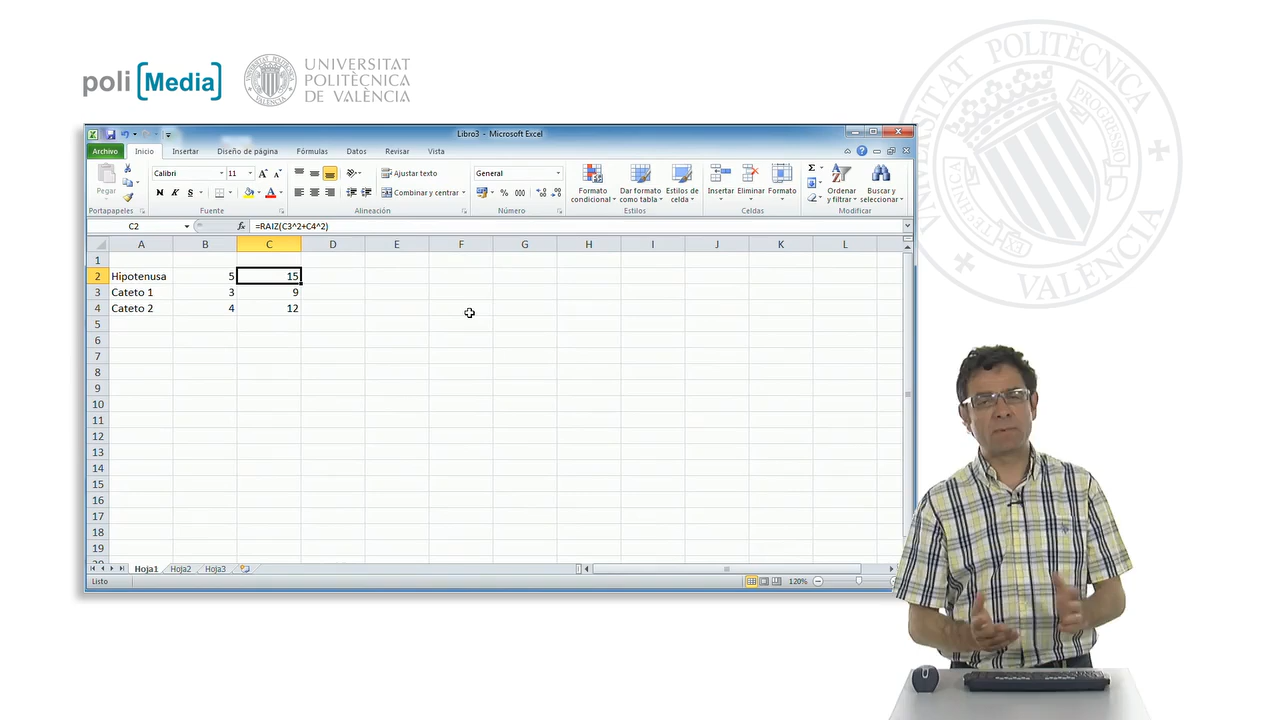 poli [Media]
UNIVERSITAT
POLITÈCNICA
DE VALÈNCIA
UNIVERSITAT POLITÈCNICA
DE VALÈNCIA
Libro3 - Microsoft Excel
Archivo Inicio Insertar Diseño de página Fórmulas Datos Revisar Vista
Pegar
Portapapeles
Calibri 11
N K S
Fuente
Ajustar texto
Combinar y centrar
Alineación
General
% 000
Número
Formato condicional
Dar formato como tabla
Estilos de celda
Estilos
Insertar Eliminar Formato
Celdas
Ordenar y filtrar
Buscar y seleccionar
Modificar
C2 fx =RAIZ(C3^2+C4^2)
A B C D E F G H I J K L
1
2 Hipotenusa 5 15
3 Cateto 1 3 9
4 Cateto 2 4 12
5
6
7
8
9
10
11
12
13
14
15
16
17
18
19
Hoja1 Hoja2 Hoja3
Listo 120%